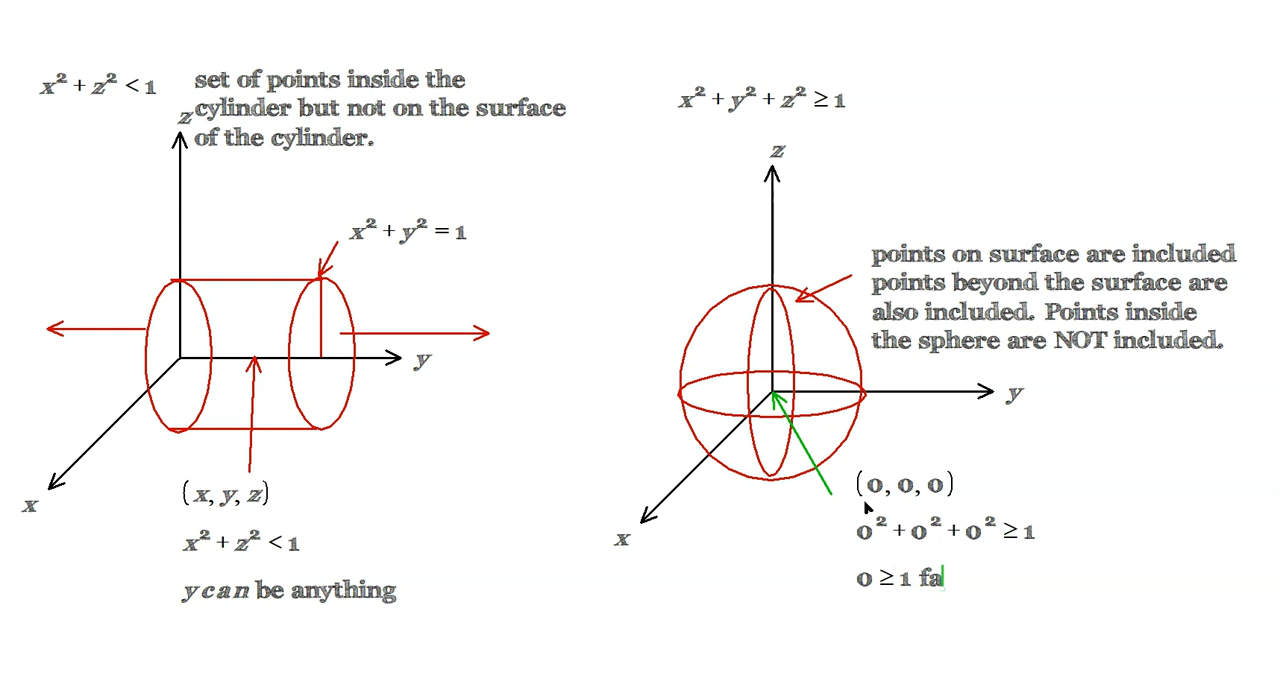 x² + z² < 1
set of points inside the
cylinder but not on the surface
of the cylinder.
z
x² + y² = 1
y
x
(x, y, z)
x² + z² < 1
y can be anything
x² + y² + z² ≥ 1
z
points on surface are included
points beyond the surface are
also included. Points inside
the sphere are NOT included.
y
x
(0, 0, 0)
0² + 0² + 0² ≥ 1
0 ≥ 1 fa